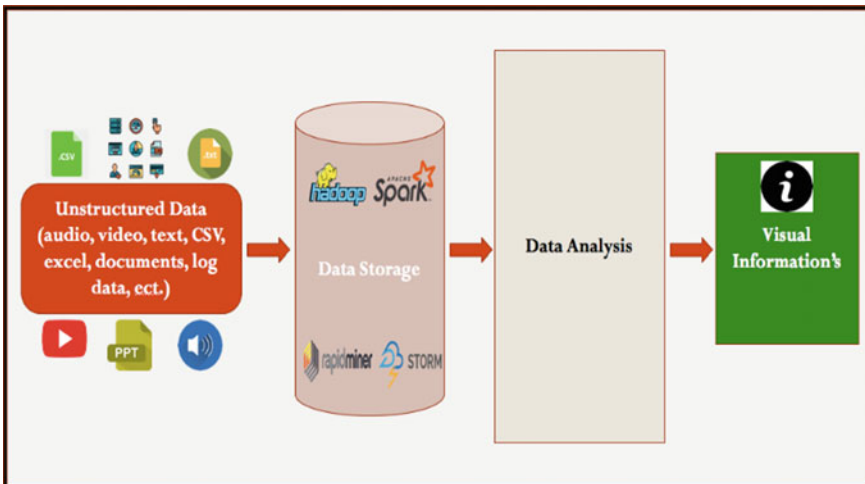 .CSV
.txt
Unstructured Data
(audio, video, text, CSV,
excel, documents, log
data, ect.)
PPT
hadoop
APACHE
Spark
Data Storage
rapidminer
STORM
Data Analysis
i
Visual
Information's